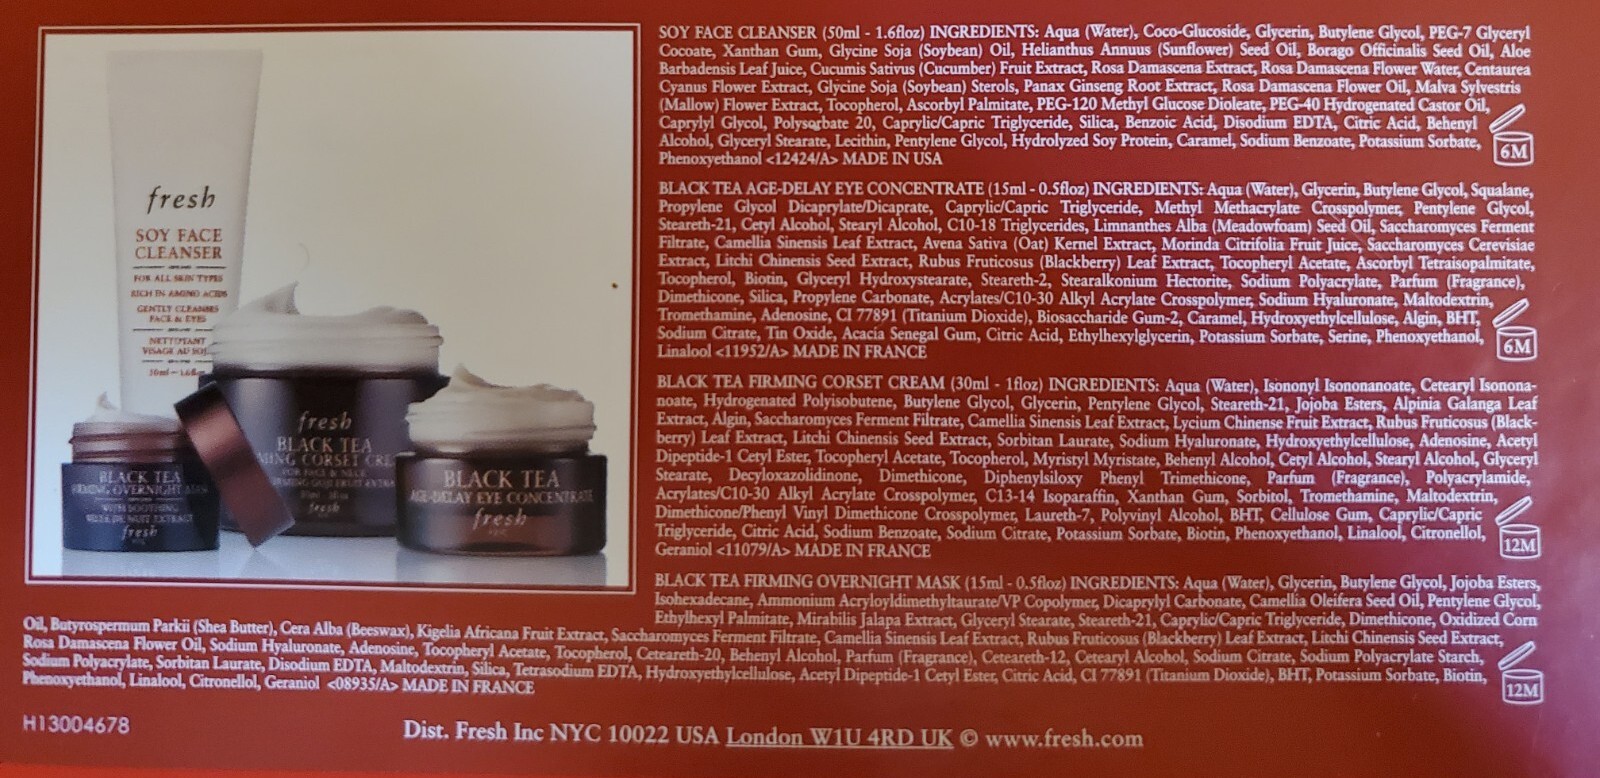 fresh
SOY FACE
CLEANSER
FOR ALL SKIN TYPES
RICH IN AMINO ACIDS
GENTLY CLEANSES
FACE & EYES
NETTOYANT
VISAGE AU
50ml - 1.6fl
BLACK TEA
FIRMING OVERNIGHT
WITH SOOTHING
fresh
fresh
BLACK TEA
MING CORSET CRE
FOR FACE & NECK
fresh
BLACK TEA
AGE-DELAY EYE CONCENTRATE
fresh
SOY FACE CLEANSER (50ml - 1.6floz) INGREDIENTS: Aqua (Water), Coco-Glucoside, Glycerin, Butylene Glycol, PEG-7 Glyceryl
Cocoate, Xanthan Gum, Glycine Soja (Soybean) Oil, Helianthus Annuus (Sunflower) Seed Oil, Borago Officinalis Seed Oil, Aloe
Barbadensis Leaf Juice, Cucumis Sativus (Cucumber) Fruit Extract, Rosa Damascena Extract, Rosa Damascena Flower Water, Centaurea
Cyanus Flower Extract, Glycine Soja (Soybean) Sterols, Panax Ginseng Root Extract, Rosa Damascena Flower Oil, Malva Sylvestris
(Mallow) Flower Extract, Tocopherol, Ascorbyl Palmitate, PEG-120 Methyl Glucose Dioleate, PEG-40 Hydrogenated Castor Oil,
Caprylyl Glycol, Polysorbate 20, Caprylic/Capric Triglyceride, Silica, Benzoic Acid, Disodium EDTA, Citric Acid, Behenyl
Alcohol, Glyceryl Stearate, Lecithin, Pentylene Glycol, Hydrolyzed Soy Protein, Caramel, Sodium Benzoate, Potassium Sorbate,
Phenoxyethanol <12424/A> MADE IN USA
6M
BLACK TEA AGE-DELAY EYE CONCENTRATE (15ml - 0.5floz) INGREDIENTS: Aqua (Water), Glycerin, Butylene Glycol, Squalane,
Propylene Glycol Dicaprylate/Dicaprate, Caprylic/Capric Triglyceride, Methyl Methacrylate Crosspolymer, Pentylene Glycol,
Steareth-21, Cetyl Alcohol, Stearyl Alcohol, C10-18 Triglycerides, Limnanthes Alba (Meadowfoam) Seed Oil, Saccharomyces Ferment
Filtrate, Camellia Sinensis Leaf Extract, Avena Sativa (Oat) Kernel Extract, Morinda Citrifolia Fruit Juice, Saccharomyces Cerevisiae
Extract, Litchi Chinensis Seed Extract, Rubus Fruticosus (Blackberry) Leaf Extract, Tocopheryl Acetate, Ascorbyl Tetraisopalmitate,
Tocopherol, Biotin, Glyceryl Hydroxystearate, Steareth-2, Stearalkonium Hectorite, Sodium Polyacrylate, Parfum (Fragrance),
Dimethicone, Silica, Propylene Carbonate, Acrylates/C10-30 Alkyl Acrylate Crosspolymer, Sodium Hyaluronate, Maltodextrin,
Tromethamine, Adenosine, CI 77891 (Titanium Dioxide), Biosaccharide Gum-2, Caramel, Hydroxyethylcellulose, Algin, BHT,
Sodium Citrate, Tin Oxide, Acacia Senegal Gum, Citric Acid, Ethylhexylglycerin, Potassium Sorbate, Serine, Phenoxyethanol,
Linalool <11952/A> MADE IN FRANCE
6M
BLACK TEA FIRMING CORSET CREAM (30ml - 1floz) INGREDIENTS: Aqua (Water), Isononyl Isononanoate, Cetearyl Isonona-
noate, Hydrogenated Polyisobutene, Butylene Glycol, Glycerin, Pentylene Glycol, Steareth-21, Jojoba Esters, Alpinia Galanga Leaf
Extract, Algin, Saccharomyces Ferment Filtrate, Camellia Sinensis Leaf Extract, Lycium Chinense Fruit Extract, Rubus Fruticosus (Black-
berry) Leaf Extract, Litchi Chinensis Seed Extract, Sorbitan Laurate, Sodium Hyaluronate, Hydroxyethylcellulose, Adenosine, Acetyl
Dipeptide-1 Cetyl Ester, Tocopheryl Acetate, Tocopherol, Myristyl Myristate, Behenyl Alcohol, Cetyl Alcohol, Stearyl Alcohol, Glyceryl
Stearate, Decyloxazolidinone, Dimethicone, Diphenylsiloxy Phenyl Trimethicone, Parfum (Fragrance), Polyacrylamide,
Acrylates/C10-30 Alkyl Acrylate Crosspolymer, C13-14 Isoparaffin, Xanthan Gum, Sorbitol, Tromethamine, Maltodextrin,
Dimethicone/Phenyl Vinyl Dimethicone Crosspolymer, Laureth-7, Polyvinyl Alcohol, BHT, Cellulose Gum, Caprylic/Capric
Triglyceride, Citric Acid, Sodium Benzoate, Sodium Citrate, Potassium Sorbate, Biotin, Phenoxyethanol, Linalool, Citronellol,
Geraniol <11079/A> MADE IN FRANCE
12M
BLACK TEA FIRMING OVERNIGHT MASK (15ml - 0.5floz) INGREDIENTS: Aqua (Water), Glycerin, Butylene Glycol, Jojoba Esters,
Isohexadecane, Ammonium Acryloyldimethyltaurate/VP Copolymer, Dicaprylyl Carbonate, Camellia Oleifera Seed Oil, Pentylene Glycol,
Ethylhexyl Palmitate, Mirabilis Jalapa Extract, Glyceryl Stearate, Steareth-21, Caprylic/Capric Triglyceride, Dimethicone, Oxidized Corn
Oil, Butyrospermum Parkii (Shea Butter), Cera Alba (Beeswax), Kigelia Africana Fruit Extract, Saccharomyces Ferment Filtrate, Camellia Sinensis Leaf Extract, Rubus Fruticosus (Blackberry) Leaf Extract, Litchi Chinensis Seed Extract,
Rosa Damascena Flower Oil, Sodium Hyaluronate, Adenosine, Tocopheryl Acetate, Tocopherol, Ceteareth-20, Behenyl Alcohol, Parfum (Fragrance), Ceteareth-12, Cetearyl Alcohol, Sodium Citrate, Sodium Polyacrylate Starch,
Sodium Polyacrylate, Sorbitan Laurate, Disodium EDTA, Maltodextrin, Silica, Tetrasodium EDTA, Hydroxyethylcellulose, Acetyl Dipeptide-1 Cetyl Ester, Citric Acid, CI 77891 (Titanium Dioxide), BHT, Potassium Sorbate, Biotin,
Phenoxyethanol, Linalool, Citronellol, Geraniol <08935/A> MADE IN FRANCE
12M
H13004678
Dist. Fresh Inc NYC 10022 USA London W1U 4RD UK © www.fresh.com